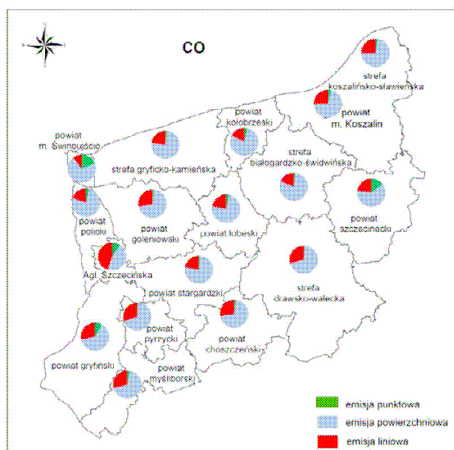 CO
strefa
koszalińsko-sławieńska
powiat
kołobrzeski
powiat
m. Koszalin
powiat
m. Świnoujście
strefa gryficko-kamieńska
strefa
białogardzko-świdwińska
powiat
policki
powiat
goleniowski
powiat łobeski
powiat
szczecinecki
Agl. Szczecińska
powiat stargardzki
strefa
drawsko-wałecka
powiat
pyrzycki
powiat
choszczeński
powiat gryfiński
powiat
myśliborski
emisja punktowa
emisja powierzchniowa
emisja liniowa